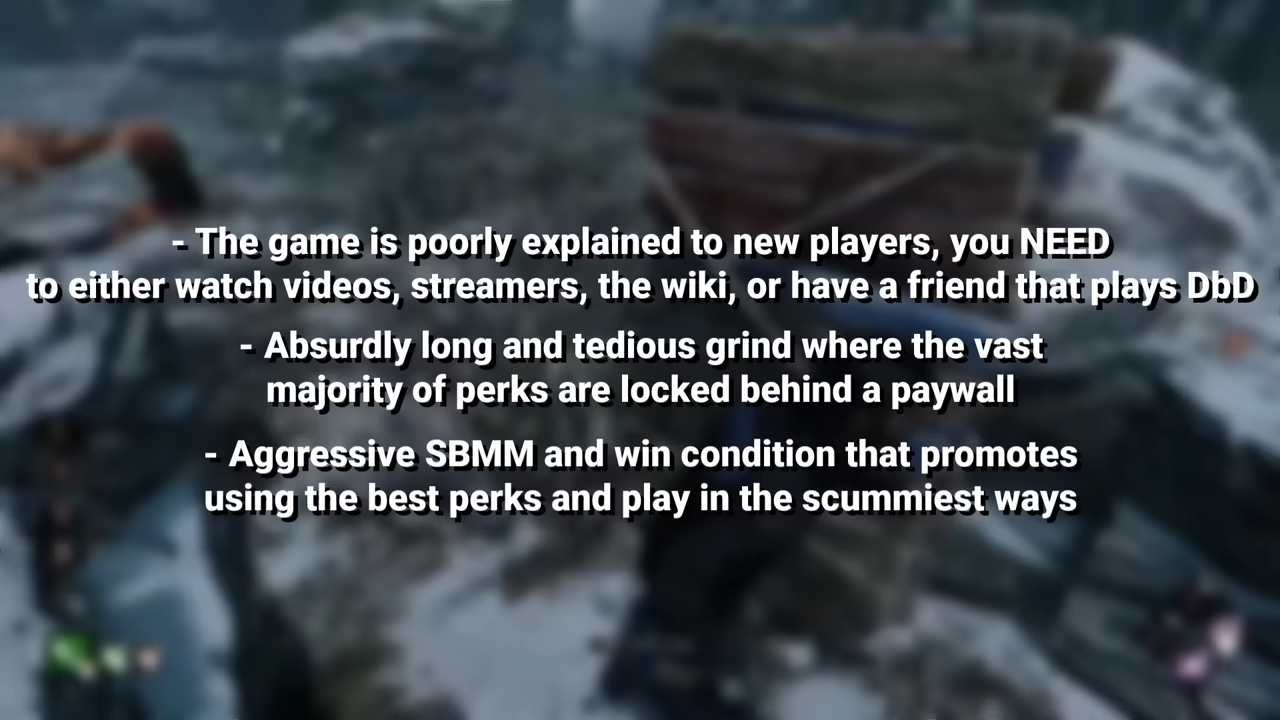 - The game is poorly explained to new players, you NEED
to either watch videos, streamers, the wiki, or have a friend that plays DbD
- Absurdly long and tedious grind where the vast
majority of perks are locked behind a paywall
- Aggressive SBMM and win condition that promotes
using the best perks and play in the scummiest ways